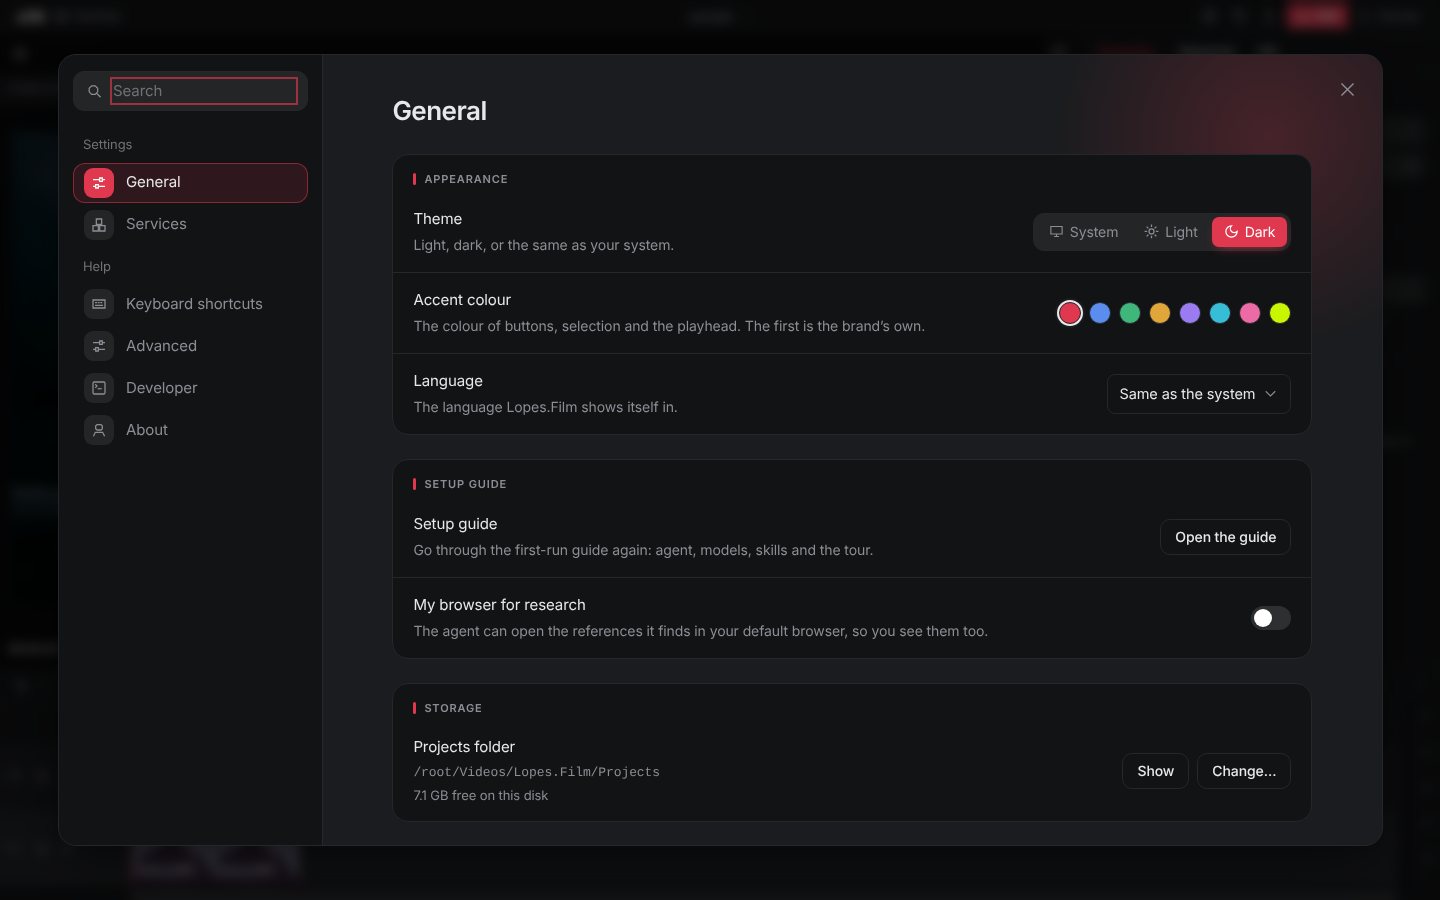 Search
Settings
General
Services
Help
Keyboard shortcuts
Advanced
Developer
About
General
APPEARANCE
Theme
Light, dark, or the same as your system.
System
Light
Dark
Accent colour
The colour of buttons, selection and the playhead. The first is the brand’s own.
Language
The language Lopes.Film shows itself in.
Same as the system
SETUP GUIDE
Setup guide
Go through the first-run guide again: agent, models, skills and the tour.
Open the guide
My browser for research
The agent can open the references it finds in your default browser, so you see them too.
STORAGE
Projects folder
/root/Videos/Lopes.Film/Projects
7.1 GB free on this disk
Show
Change...